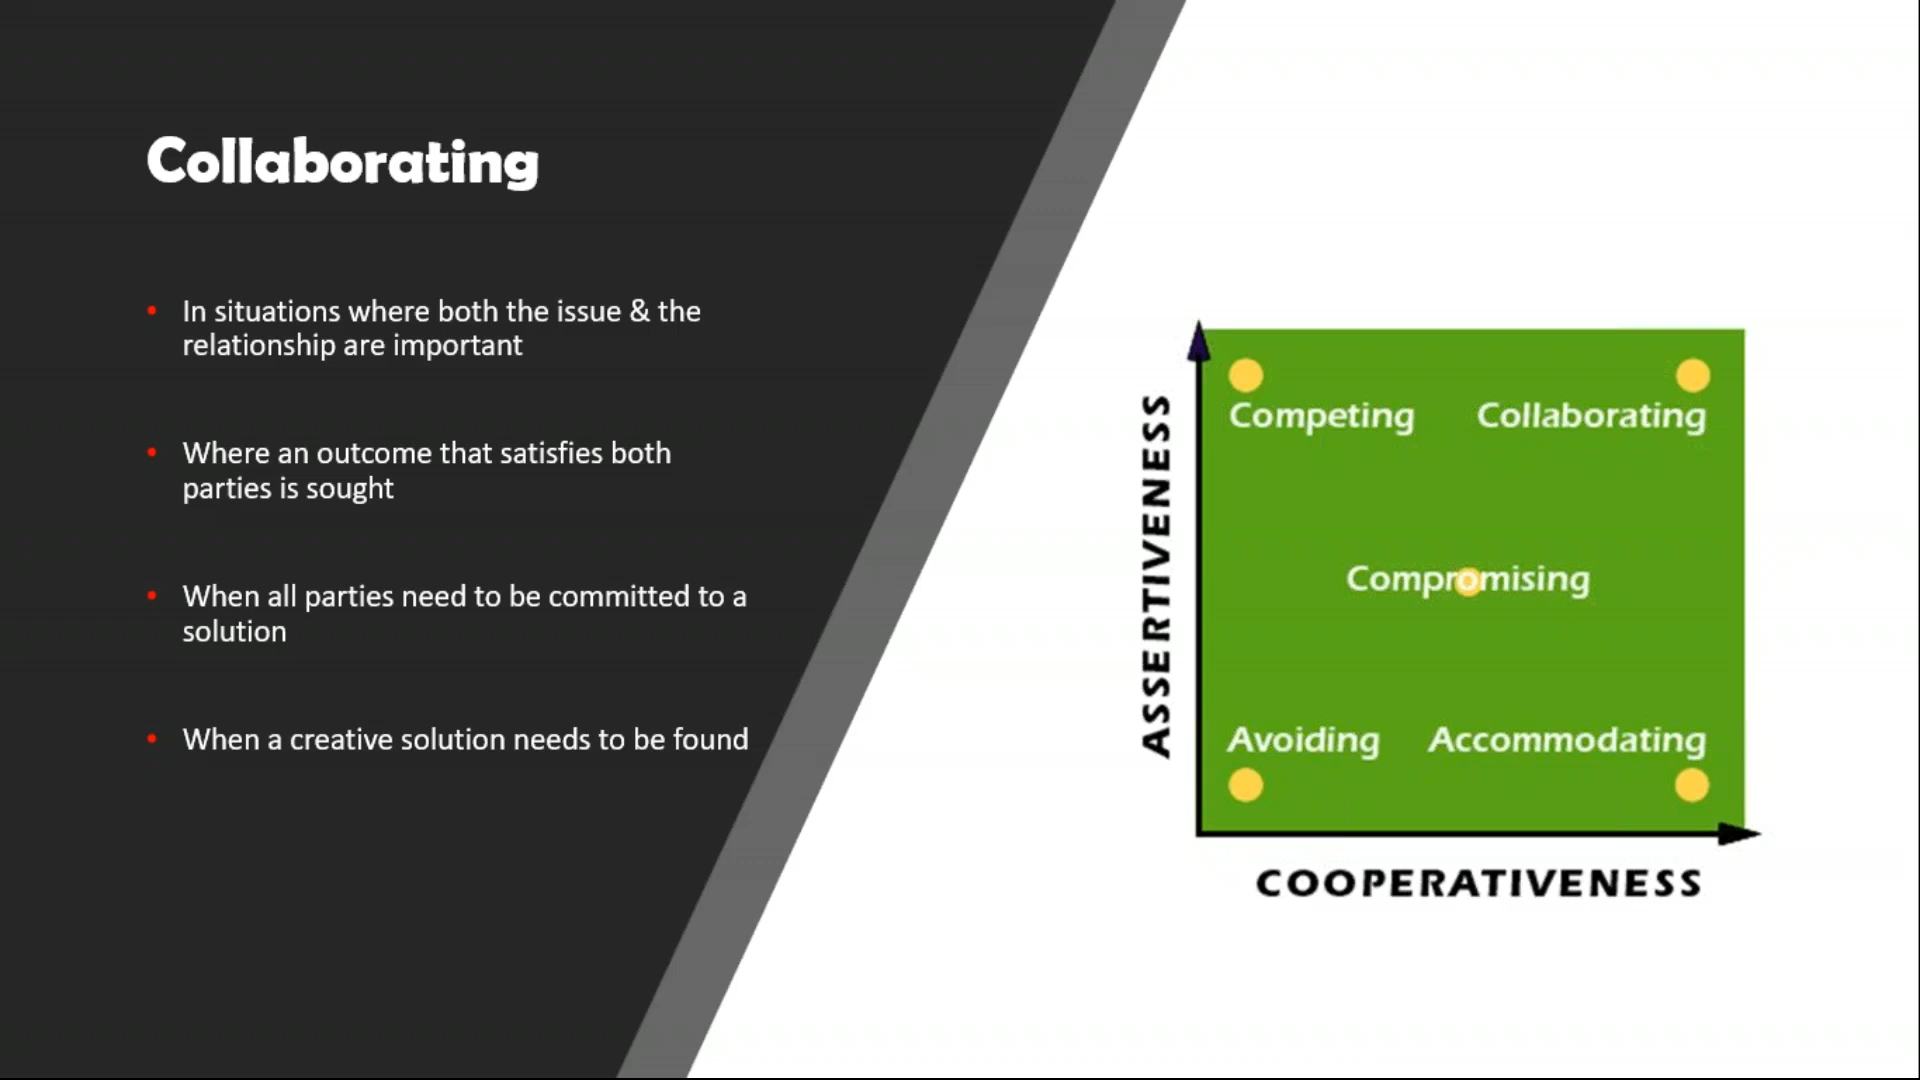 Collaborating
• In situations where both the issue & the
relationship are important
• Where an outcome that satisfies both
parties is sought
• When all parties need to be committed to a
solution
• When a creative solution needs to be found
ASSERTIVENESS
Competing Collaborating
Compromising
Avoiding Accommodating
COOPERATIVENESS